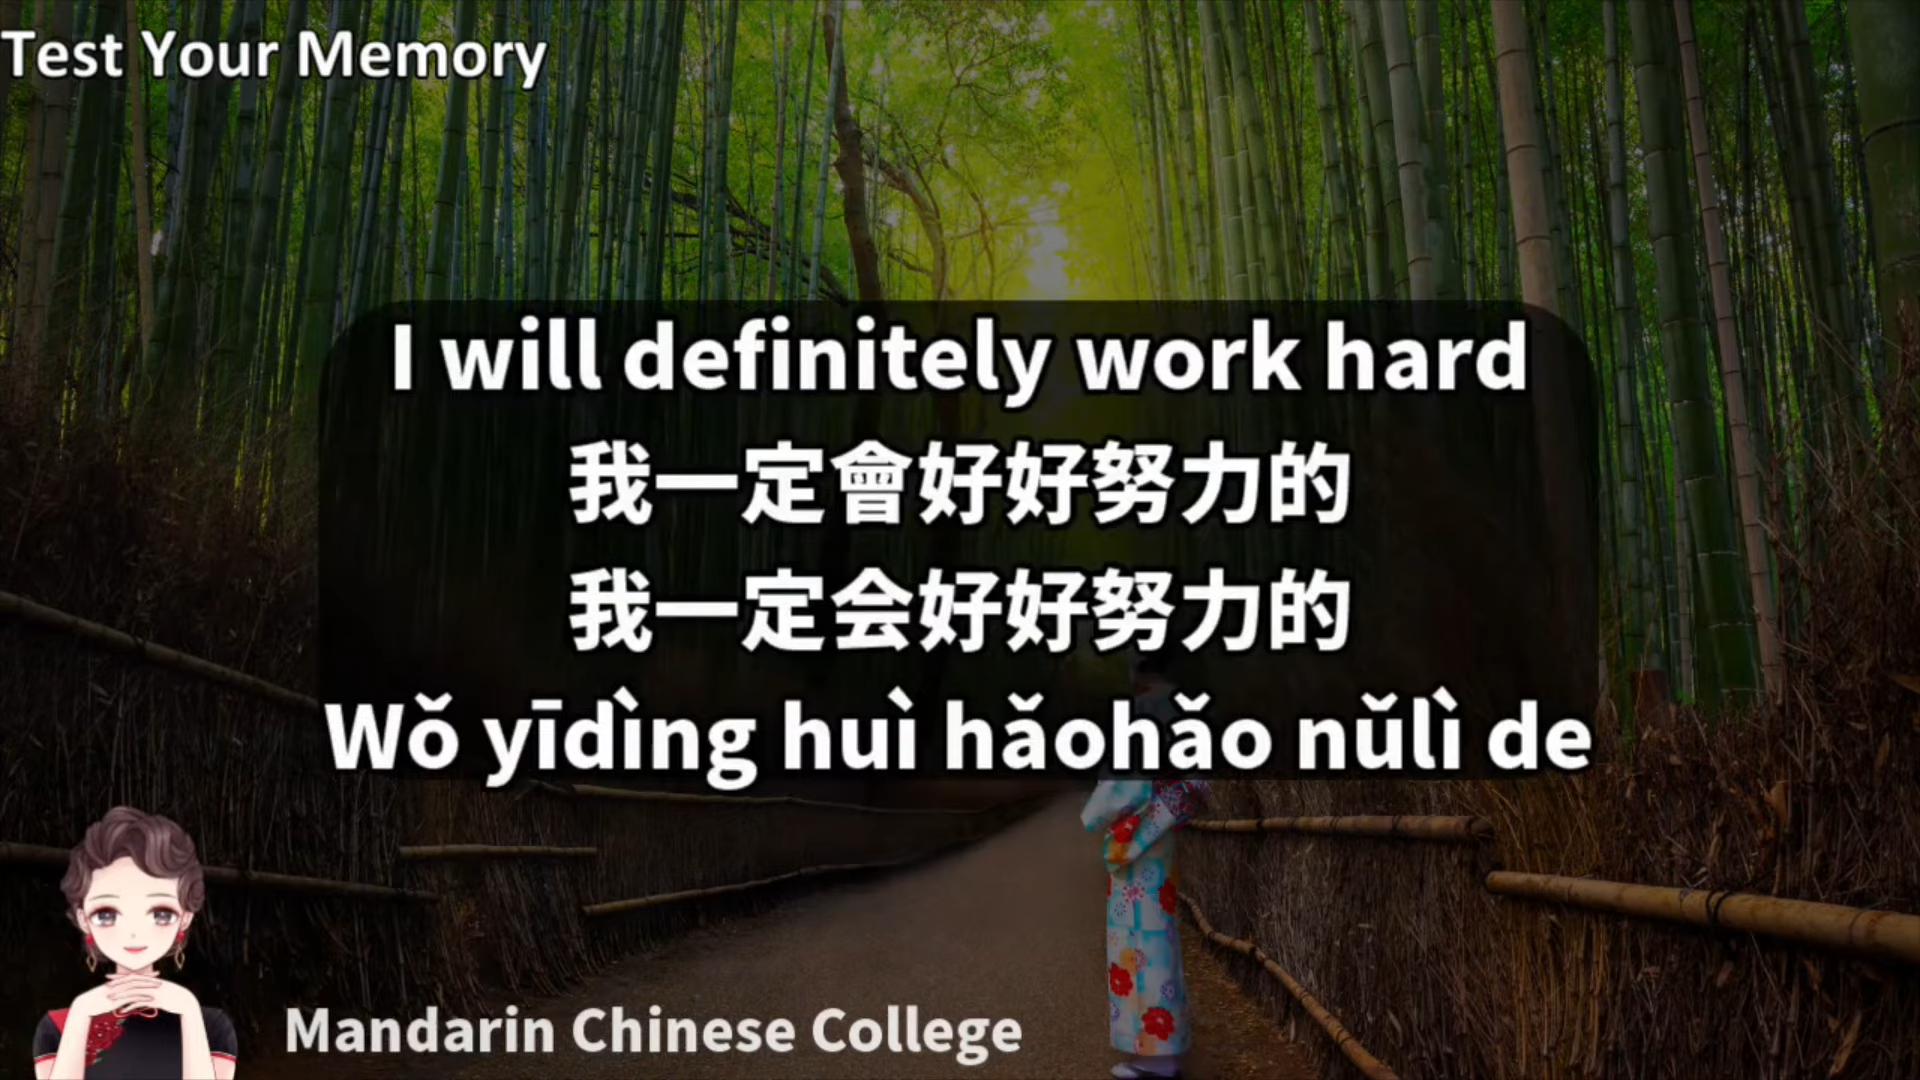 Test Your Memory
I will definitely work hard
我一定會好好努力的
我一定会好好努力的
Wǒ yīdìng huì hǎohǎo nǔlì de
Mandarin Chinese College